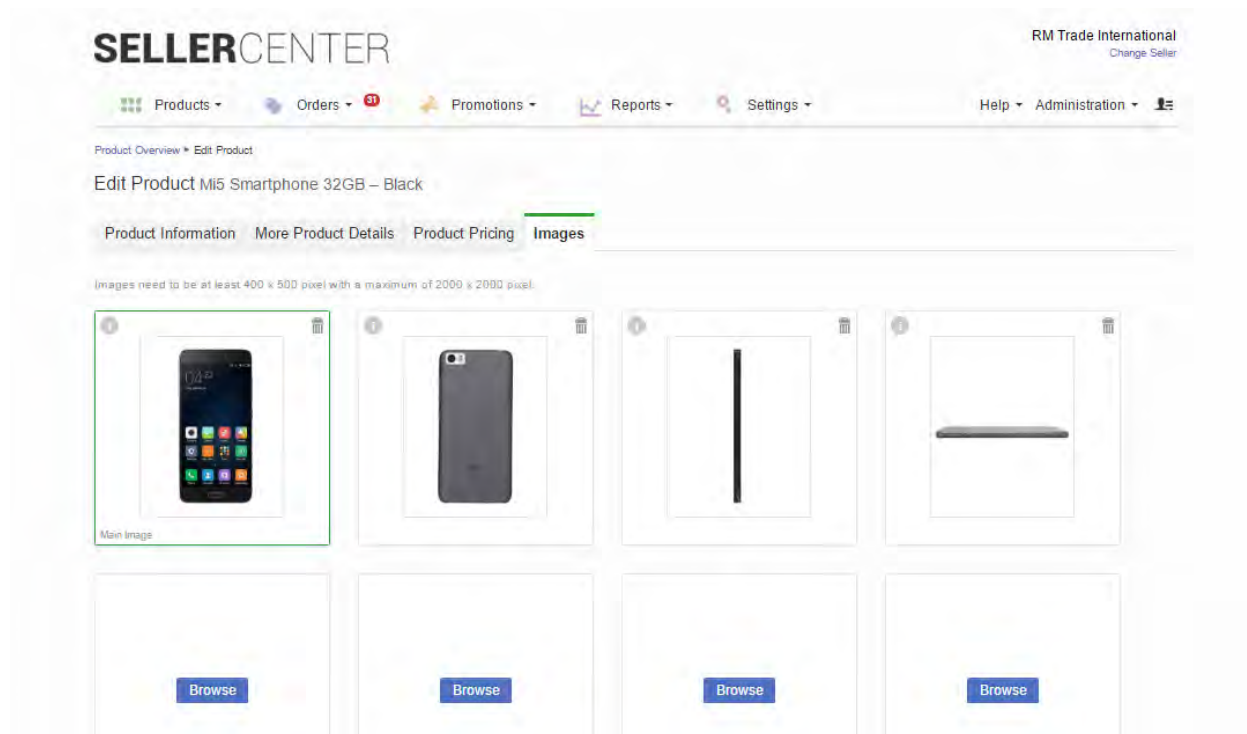 SELLERCENTER
RM Trade International
Change Seller
Products Orders 31 Promotions Reports Settings Help Administration
Product Overview Edit Product
Edit Product Mi5 Smartphone 32GB – Black
Product Information More Product Details Product Pricing Images
Images need to be at least 400 x 500 pixel with a maximum of 2000 x 2000 pixel.
04:23
Main Image
Browse Browse Browse Browse